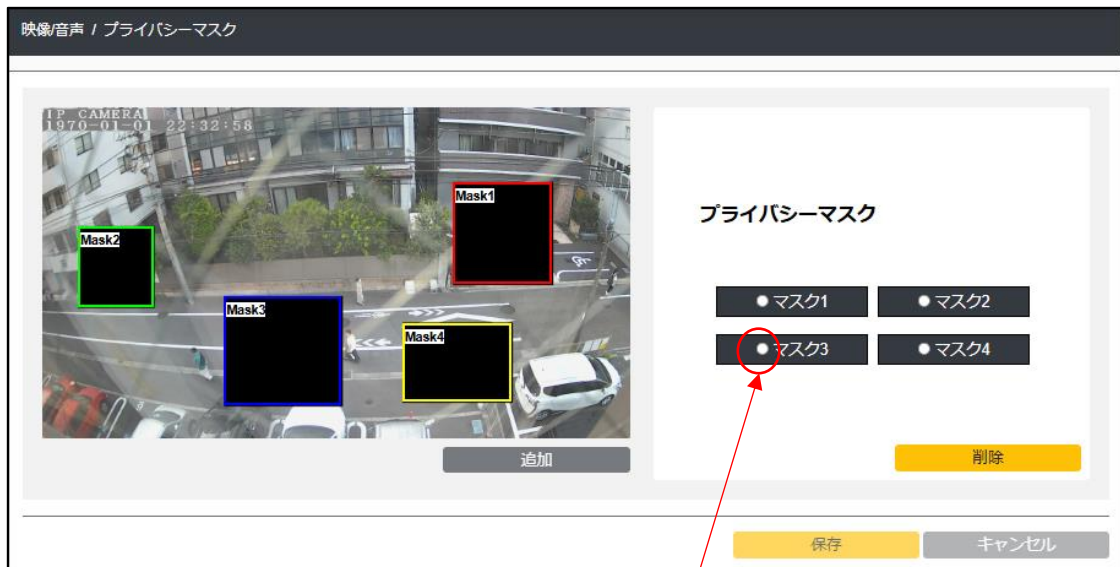 映像/音声 / プライバシーマスク
IP CAMERA
1970-01-01 22:32:58
Mask1
Mask2
Mask3
Mask4
追加
プライバシーマスク
マスク1 マスク2
マスク3 マスク4
削除
保存 キャンセル